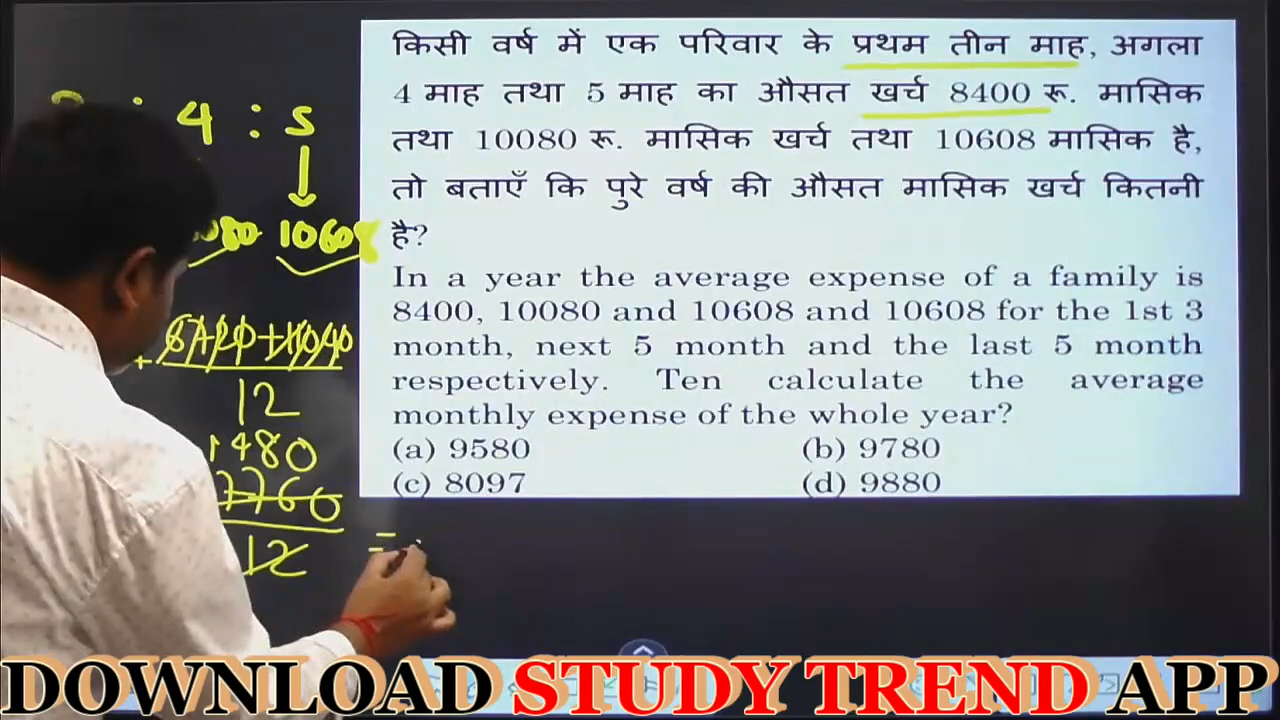 किसी वर्ष में एक परिवार के प्रथम तीन माह, अगला
4 माह तथा 5 माह का औसत खर्च 8400 रू. मासिक
तथा 10080 रू. मासिक खर्च तथा 10608 मासिक है,
तो बताएँ कि पुरे वर्ष की औसत मासिक खर्च कितनी
है?
In a year the average expense of a family is
8400, 10080 and 10608 and 10608 for the 1st 3
month, next 5 month and the last 5 month
respectively. Ten calculate the average
monthly expense of the whole year?
(a) 9580 (b) 9780
(c) 8097 (d) 9880
: 4 : 5
10608
12
1480
7760
12
=
DOWNLOAD STUDY TREND APP